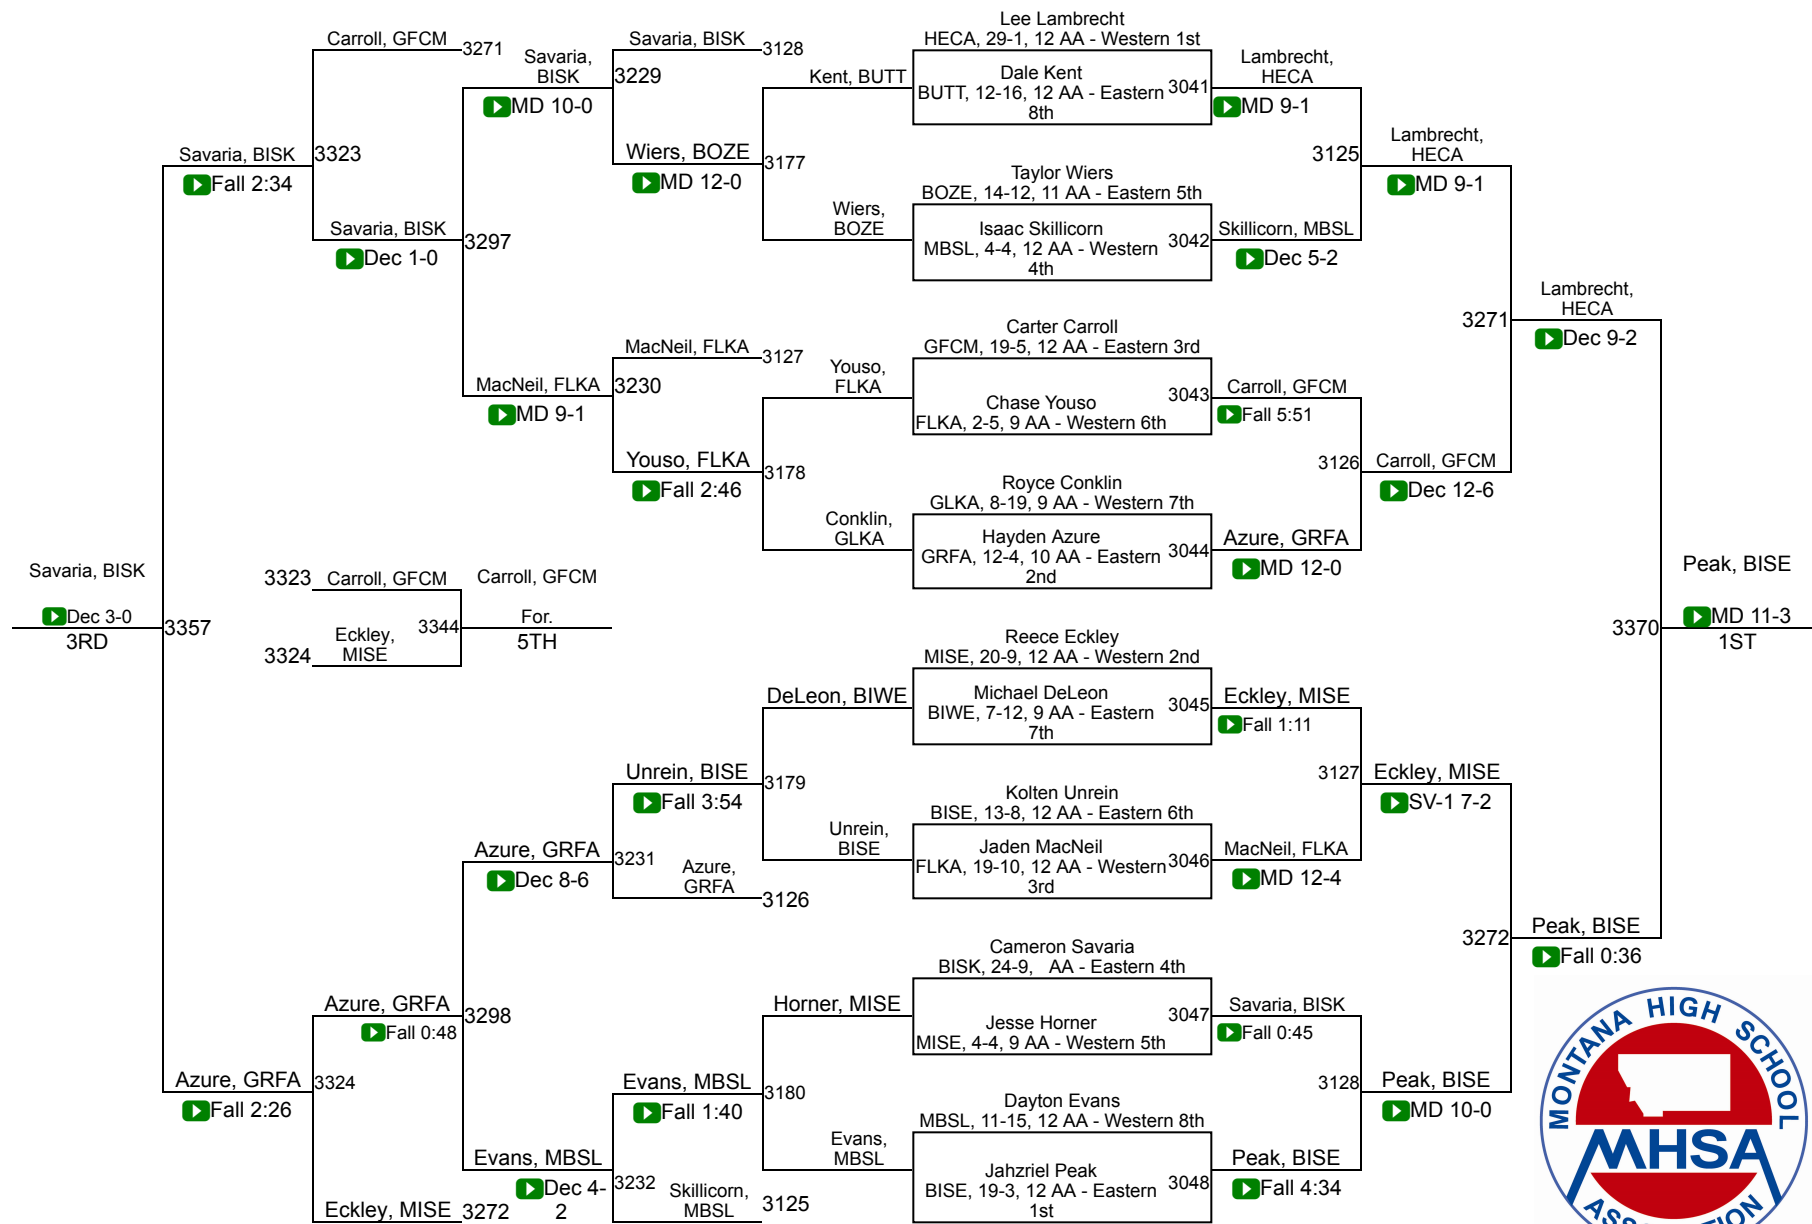 Carroll, GFCM
3271
Savaria, BISK
3323
Fall 2:34
Savaria, BISK
3297
Dec 1-0
Savaria,
BISK
3229
MD 10-0
Savaria, BISK
3128
Wiers, BOZE
3177
MD 12-0
Kent, BUTT
Wiers,
BOZE
MacNeil, FLKA
3230
MD 9-1
MacNeil, FLKA
3127
Youso, FLKA
3178
Fall 2:46
Youso,
FLKA
Conklin,
GLKA
Lee Lambrecht
HECA, 29-1, 12 AA - Western 1st
Dale Kent
BUTT, 12-16, 12 AA - Eastern
8th
3041
Lambrecht,
HECA
MD 9-1
Taylor Wiers
BOZE, 14-12, 11 AA - Eastern 5th
Isaac Skillicorn
MBSL, 4-4, 12 AA - Western
4th
3042
Skillicorn, MBSL
Dec 5-2
3125
Lambrecht,
HECA
MD 9-1
Carter Carroll
GFCM, 19-5, 12 AA - Eastern 3rd
Chase Youso
FLKA, 2-5, 9 AA - Western 6th
3043
Carroll, GFCM
Fall 5:51
Royce Conklin
GLKA, 8-19, 9 AA - Western 7th
Hayden Azure
GRFA, 12-4, 10 AA - Eastern
2nd
3044
Azure, GRFA
MD 12-0
3126
Carroll, GFCM
Dec 12-6
3271
Lambrecht,
HECA
Dec 9-2
Savaria, BISK
Dec 3-0
3RD
3357
3323
Carroll, GFCM
3324
Eckley,
MISE
3344
Carroll, GFCM
For.
5TH
3370
Peak, BISE
MD 11-3
1ST
Reece Eckley
MISE, 20-9, 12 AA - Western 2nd
Michael DeLeon
BIWE, 7-12, 9 AA - Eastern
7th
3045
Eckley, MISE
Fall 1:11
DeLeon, BIWE
Unrein, BISE
3179
Fall 3:54
Unrein,
BISE
Kolten Unrein
BISE, 13-8, 12 AA - Eastern 6th
Jaden MacNeil
FLKA, 19-10, 12 AA - Western
3rd
3046
MacNeil, FLKA
MD 12-4
3127
Eckley, MISE
SV-1 7-2
Azure, GRFA
3231
Dec 8-6
Azure,
GRFA
3126
Cameron Savaria
BISK, 24-9, AA - Eastern 4th
Jesse Horner
MISE, 4-4, 9 AA - Western 5th
3047
Savaria, BISK
Fall 0:45
Horner, MISE
3272
Peak, BISE
Fall 0:36
Azure, GRFA
3298
Fall 0:48
Azure, GRFA
3324
Fall 2:26
Evans, MBSL
3180
Fall 1:40
Evans,
MBSL
Dayton Evans
MBSL, 11-15, 12 AA - Western 8th
Jahzriel Peak
BISE, 19-3, 12 AA - Eastern
1st
3048
Peak, BISE
Fall 4:34
3128
Peak, BISE
MD 10-0
Evans, MBSL
3232
Dec 4-
2
Skillicorn,
MBSL
3125
Eckley, MISE
3272
MONTANA HIGH SCHOOL
MHSA